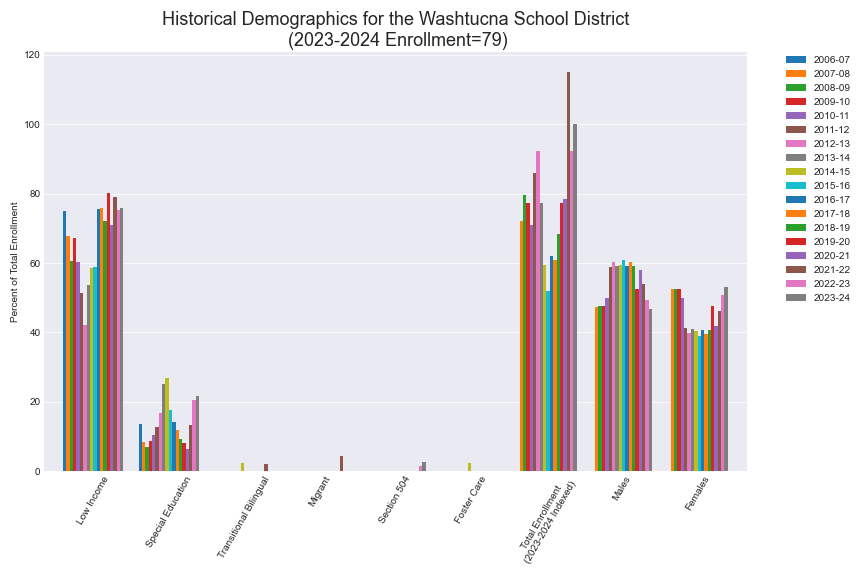 Historical Demographics for the Washtucna School District
(2023-2024 Enrollment=79)
120
100
80
60
40
20
0
Percent of Total Enrollment
Low Income
Special Education
Transitional Bilingual
Migrant
Section 504
Foster Care
Total Enrollment
(2023-2024 Indexed)
Males
Females
2006-07
2007-08
2008-09
2009-10
2010-11
2011-12
2012-13
2013-14
2014-15
2015-16
2016-17
2017-18
2018-19
2019-20
2020-21
2021-22
2022-23
2023-24